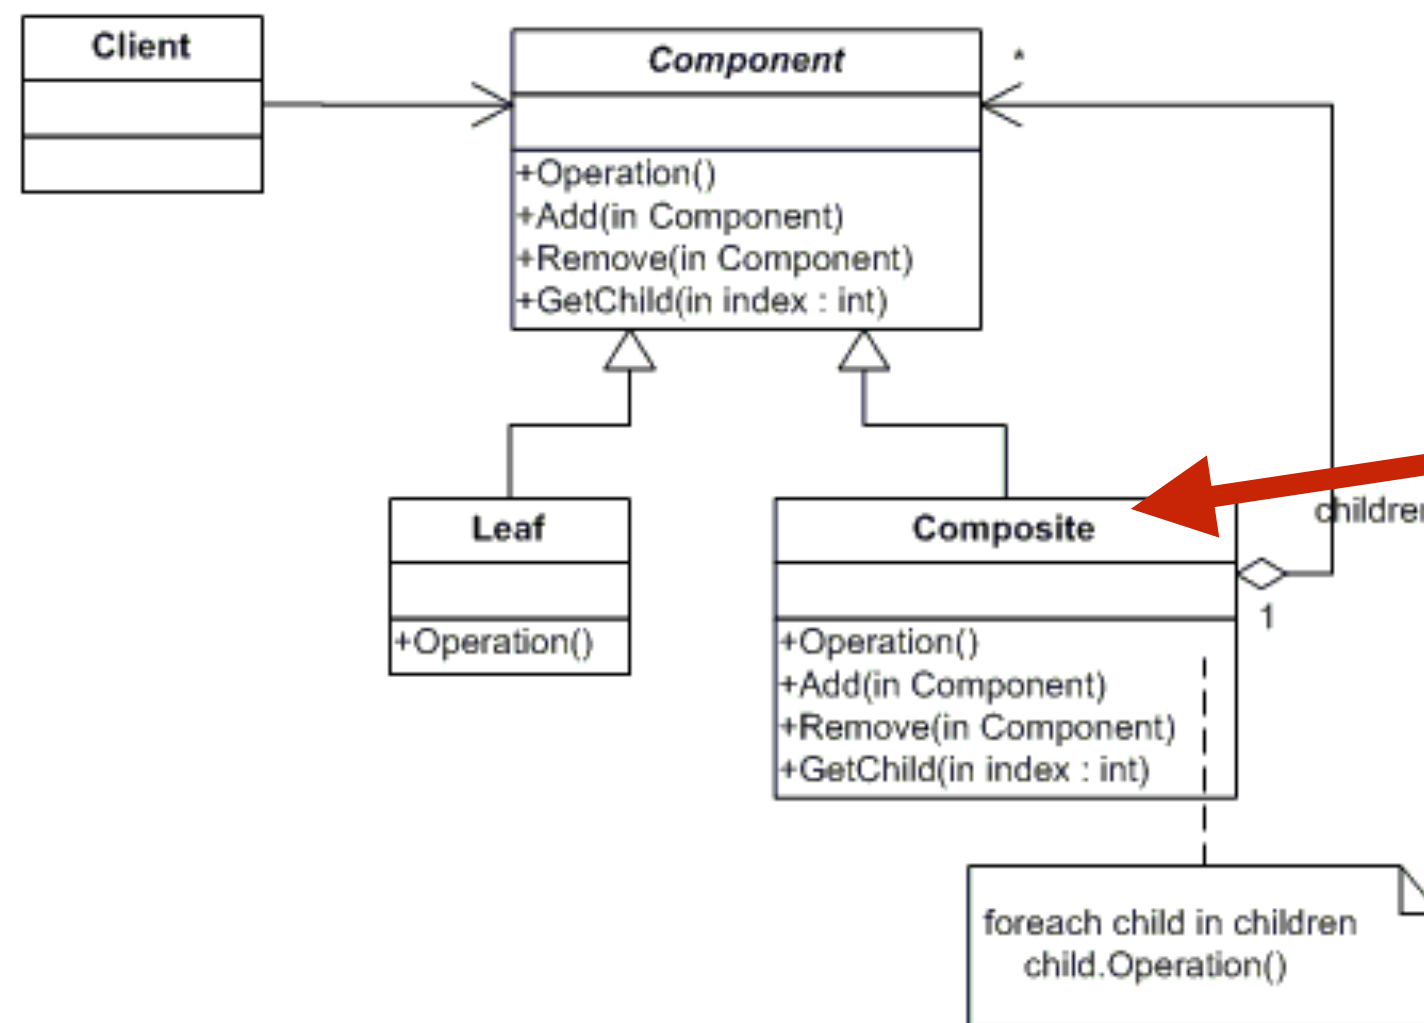 Client
Component
*
+Operation()
+Add(in Component)
+Remove(in Component)
+GetChild(in index : int)
Leaf
+Operation()
Composite
children
1
+Operation()
+Add(in Component)
+Remove(in Component)
+GetChild(in index : int)
foreach child in children
child.Operation()